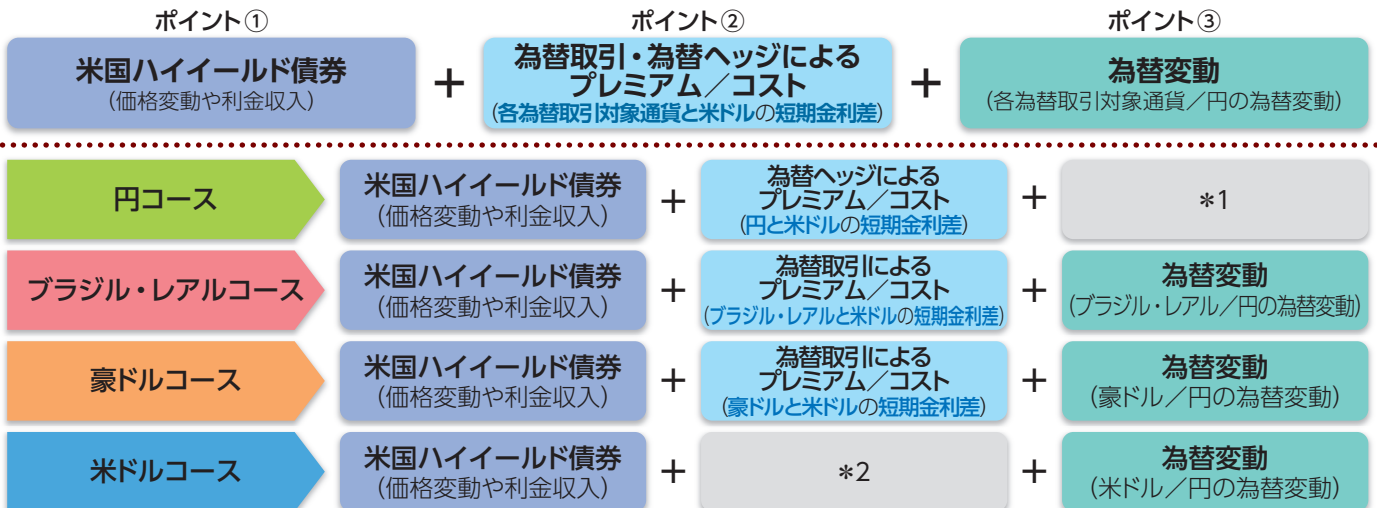 ポイント①
ポイント②
ポイント③
米国ハイイールド債券
(価格変動や利金収入)
+
為替取引・為替ヘッジによる
プレミアム／コスト
(各為替取引対象通貨と米ドルの短期金利差)
+
為替変動
(各為替取引対象通貨／円の為替変動)
円コース
米国ハイイールド債券
(価格変動や利金収入)
+
為替ヘッジによる
プレミアム／コスト
(円と米ドルの短期金利差)
+
*1
ブラジル・レアルコース
米国ハイイールド債券
(価格変動や利金収入)
+
為替取引による
プレミアム／コスト
(ブラジル・レアルと米ドルの短期金利差)
+
為替変動
(ブラジル・レアル／円の為替変動)
豪ドルコース
米国ハイイールド債券
(価格変動や利金収入)
+
為替取引による
プレミアム／コスト
(豪ドルと米ドルの短期金利差)
+
為替変動
(豪ドル／円の為替変動)
米ドルコース
米国ハイイールド債券
(価格変動や利金収入)
+
*2
+
為替変動
(米ドル／円の為替変動)